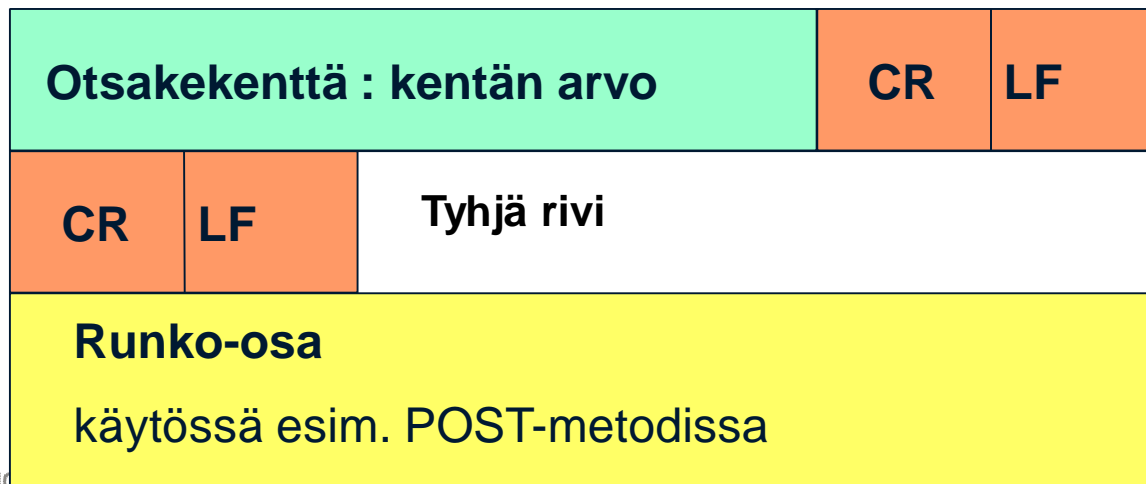 Otsakekenttä : kentän arvo CR LF
CR LF Tyhjä rivi
Runko-osa
käytössä esim. POST-metodissa